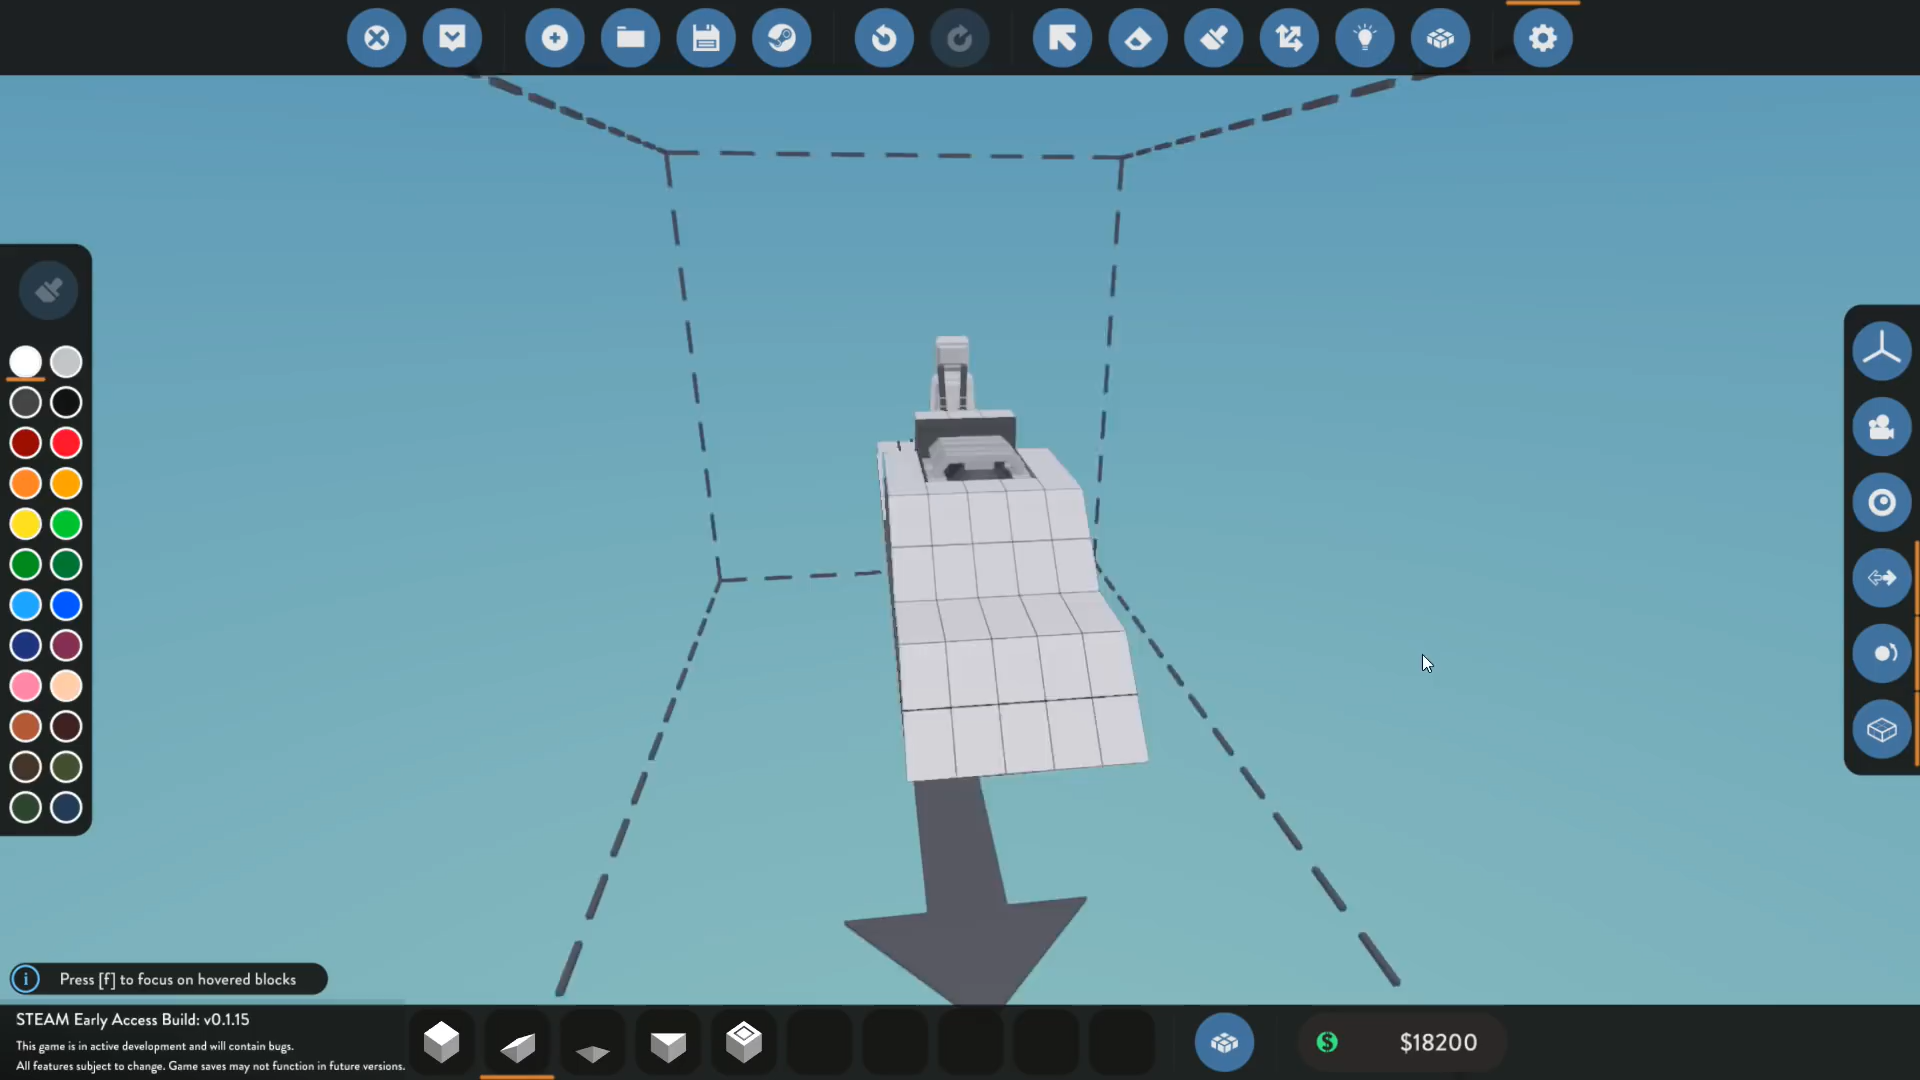 Press [f] to focus on hovered blocks
STEAM Early Access Build: v0.1.15
This game is in active development and will contain bugs.
All features subject to change. Game saves may not function in future versions.
$18200